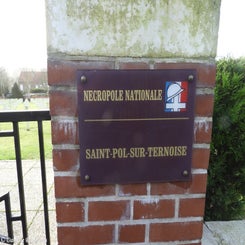 NECROPOLE NATIONALE
SAINT-POL-SUR-TERNOISE